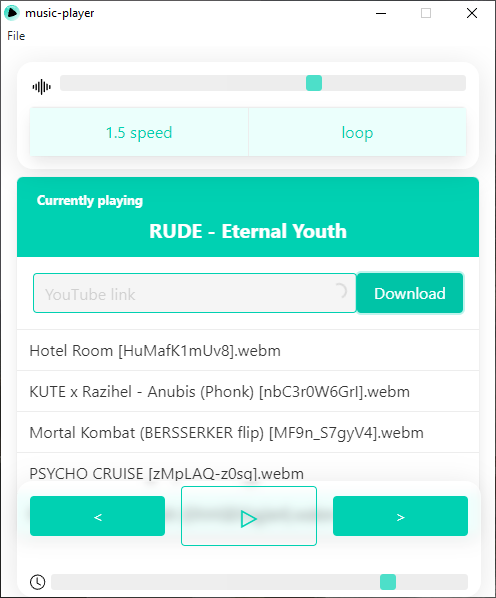 music-player
File
1.5 speed
loop
Currently playing
RUDE - Eternal Youth
YouTube link
Download
Hotel Room [HuMafK1mUv8].webm
KUTE x Razihel - Anubis (Phonk) [nbC3r0W6GrI].webm
Mortal Kombat (BERSSERKER flip) [MF9n_S7gyV4].webm
PSYCHO CRUISE [zMpLAQ-z0sg].webm
<
>